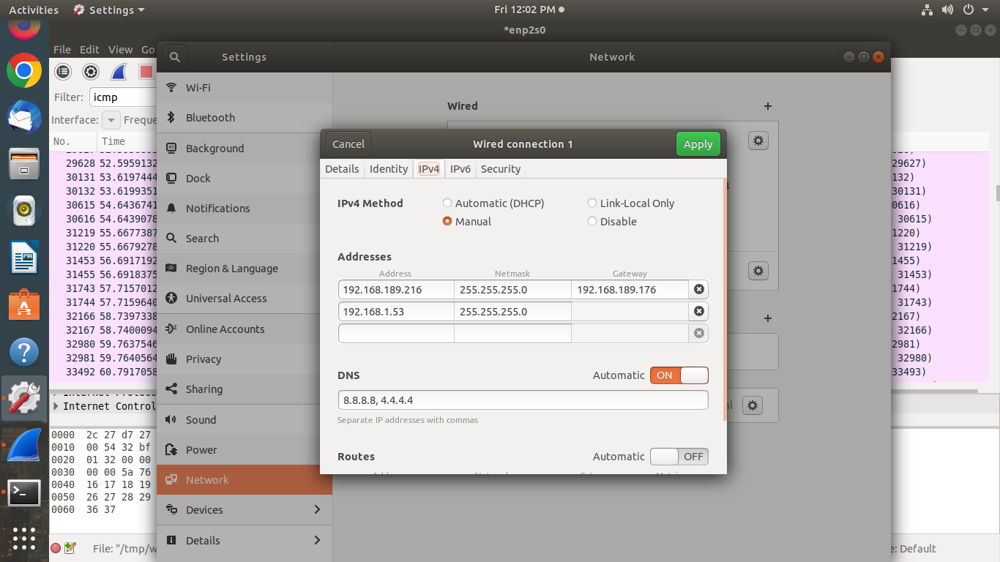 Activities Settings Fri 12:02 PM
*enp2s0
File Edit View Go
Settings Network
Filter: icmp
Interface: Freque
No. Time
29628 52.5959132
30131 53.6197444
30132 53.6199351
30615 54.6436741
30616 54.6439078
31219 55.6677387
31220 55.6679278
31453 56.6917192
31455 56.6918375
31743 57.7157012
31744 57.7159640
32166 58.7397338
32167 58.7400094
32980 59.7637546
32981 59.7640564
33492 60.7917058
Internet Control
0000 2c 27 d7 27
0010 00 54 32 bf
0020 01 32 00 00
0030 00 00 5a 76
0040 16 17 18 19
0050 26 27 28 29
0060 36 37
File: "/tmp/w
Wi-Fi
Bluetooth
Background
Dock
Notifications
Search
Region & Language
Universal Access
Online Accounts
Privacy
Sharing
Sound
Power
Network
Devices
Details
Wired
Cancel Wired connection 1 Apply
Details Identity IPv4 IPv6 Security
IPv4 Method Automatic (DHCP) Link-Local Only
Manual Disable
Addresses
Address Netmask Gateway
192.168.189.216 255.255.255.0 192.168.189.176
192.168.1.53 255.255.255.0
DNS Automatic ON
8.8.8.8, 4.4.4.4
Separate IP addresses with commas
Routes Automatic OFF
29627)
0132)
30131)
0616)
30615)
1220)
31219)
1455)
31453)
1744)
31743)
2167)
32166)
2981)
32980)
33493)
e: Default